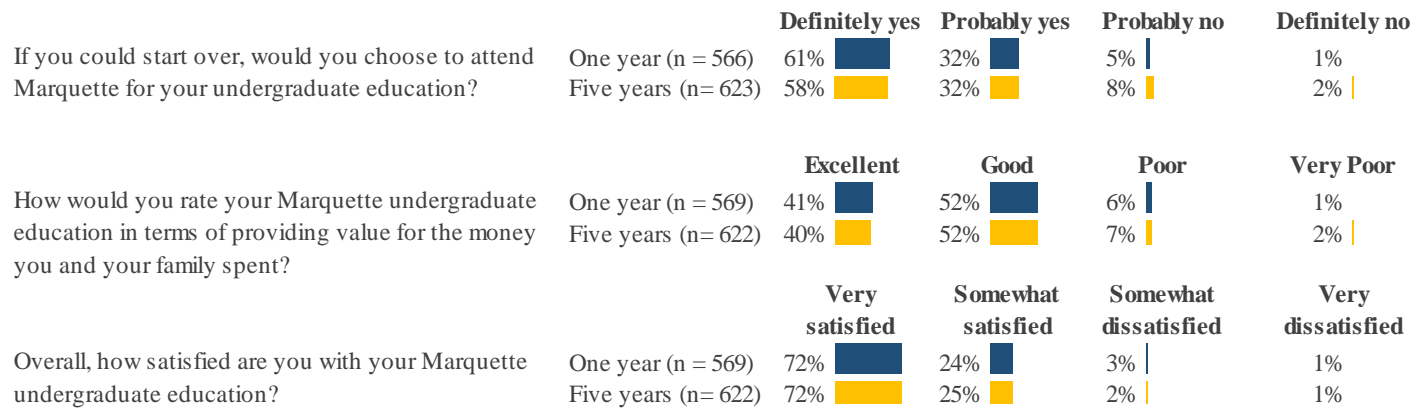 Definitely yes Probably yes Probably no Definitely no
If you could start over, would you choose to attend One year (n = 566) 61% 32% 5% 1%
Marquette for your undergraduate education? Five years (n= 623) 58% 32% 8% 2%
Excellent Good Poor Very Poor
How would you rate your Marquette undergraduate One year (n = 569) 41% 52% 6% 1%
education in terms of providing value for the money Five years (n= 622) 40% 52% 7% 2%
you and your family spent?
Very Somewhat Somewhat Very
satisfied satisfied dissatisfied dissatisfied
Overall, how satisfied are you with your Marquette One year (n = 569) 72% 24% 3% 1%
undergraduate education? Five years (n= 622) 72% 25% 2% 1%